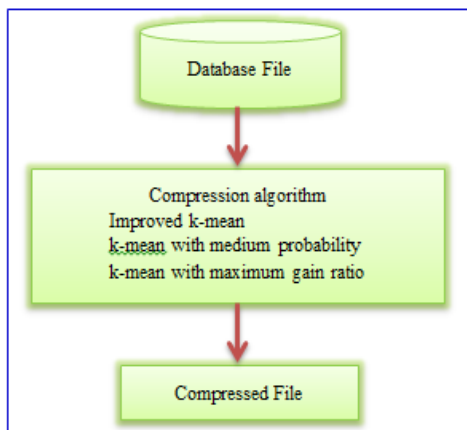 Database File
Compression algorithm
Improved k-mean
k-mean with medium probability
k-mean with maximum gain ratio
Compressed File